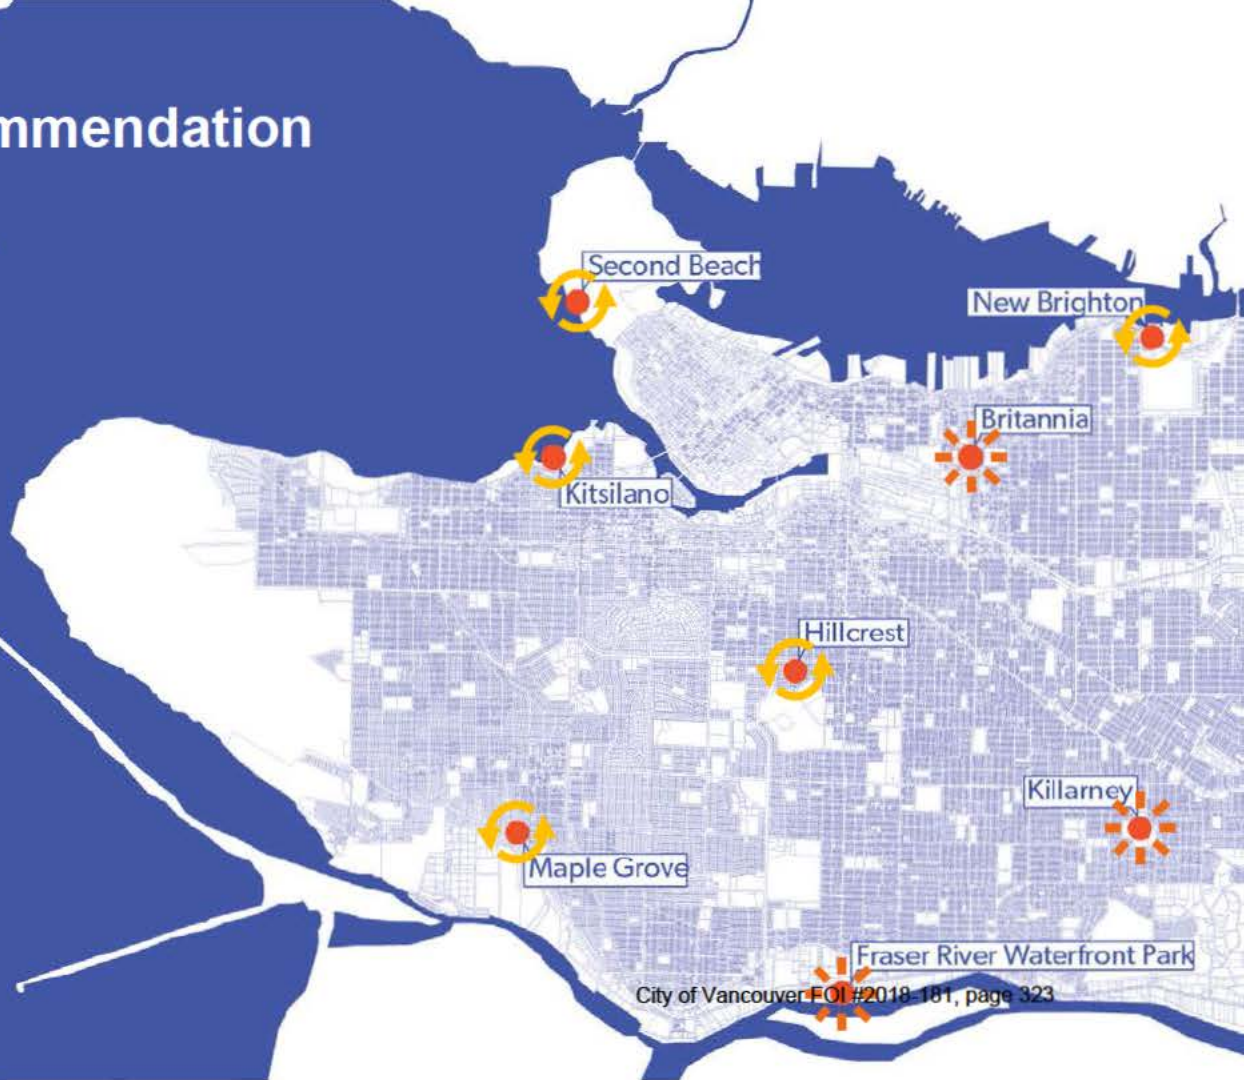 mmendation
Second Beach
New Brighton
Britannia
Kitsilano
Hillcrest
Killarney
Maple Grove
Fraser River Waterfront Park
City of Vancouver FOI #2018-181, page 323